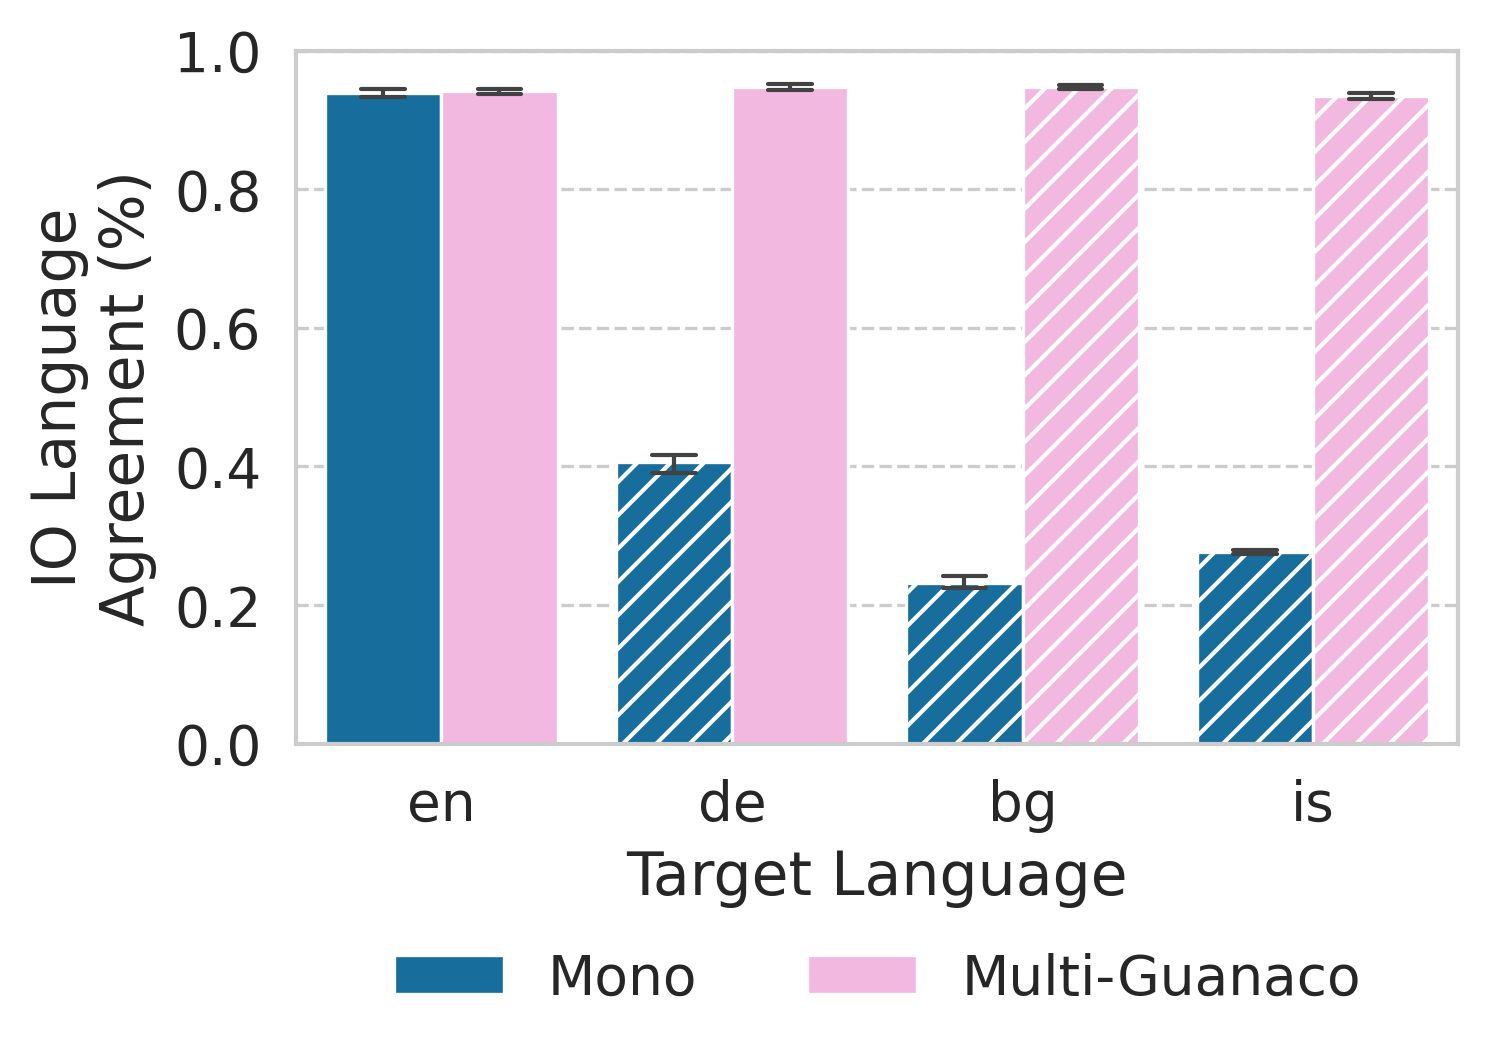 IO Language
Agreement (%)
1.0
0.8
0.6
0.4
0.2
0.0
en de bg is
Target Language
Mono Multi-Guanaco